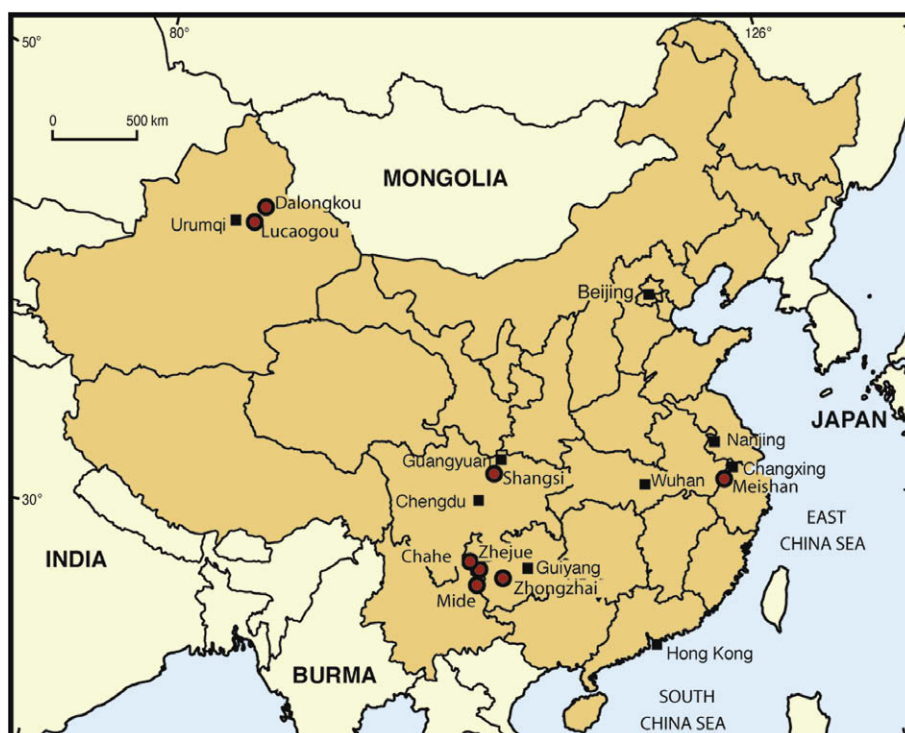 80°
126°
50°
0
500 km
MONGOLIA
Dalongkou
Urumqi
Lucaogou
Beijing
JAPAN
Nanjing
Guangyuan
Shangsi
Changxing
Wuhan
Meishan
Chengdu
30°
EAST
CHINA SEA
INDIA
Chahe
Zhejue
Guiyang
Zhongzhai
Mide
Hong Kong
BURMA
SOUTH
CHINA SEA